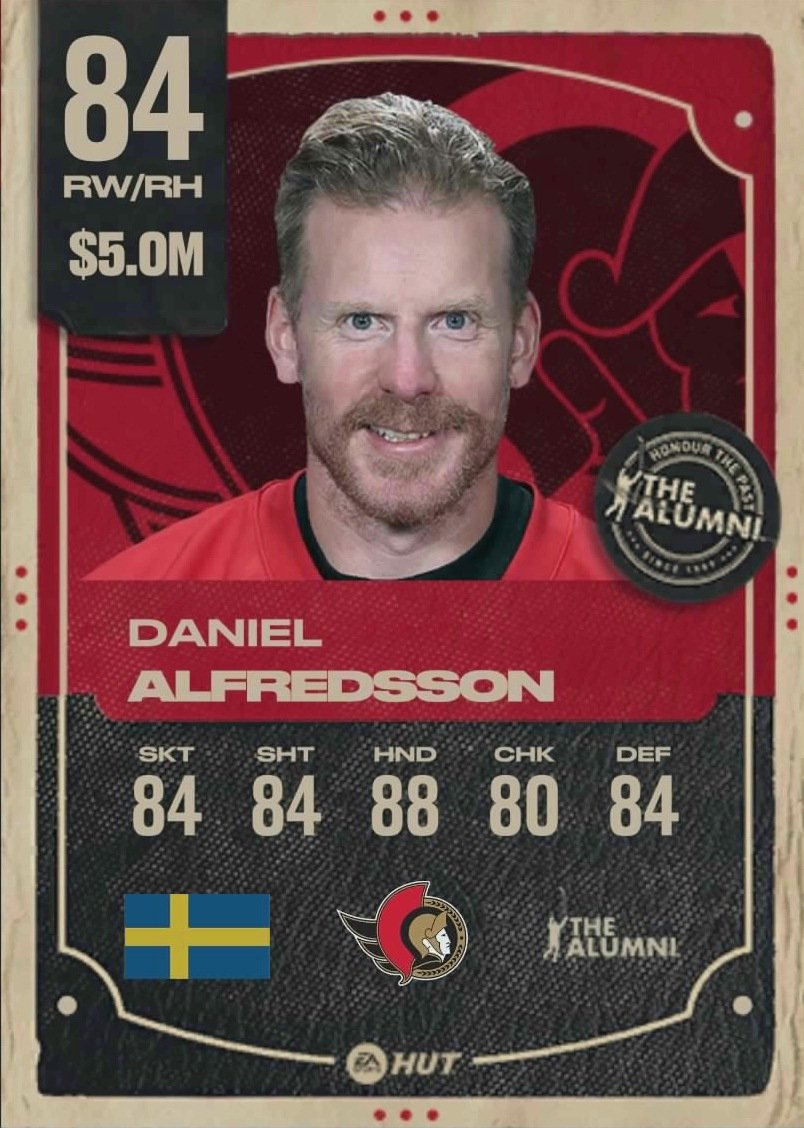 84
RW/RH
$5.0M
HONOUR THE PAST
THE
ALUMNI
DANIEL
ALFREDSSON
SKT SHT HND CHK DEF
84 84 88 80 84
THE
ALUMNI
EA
HUT